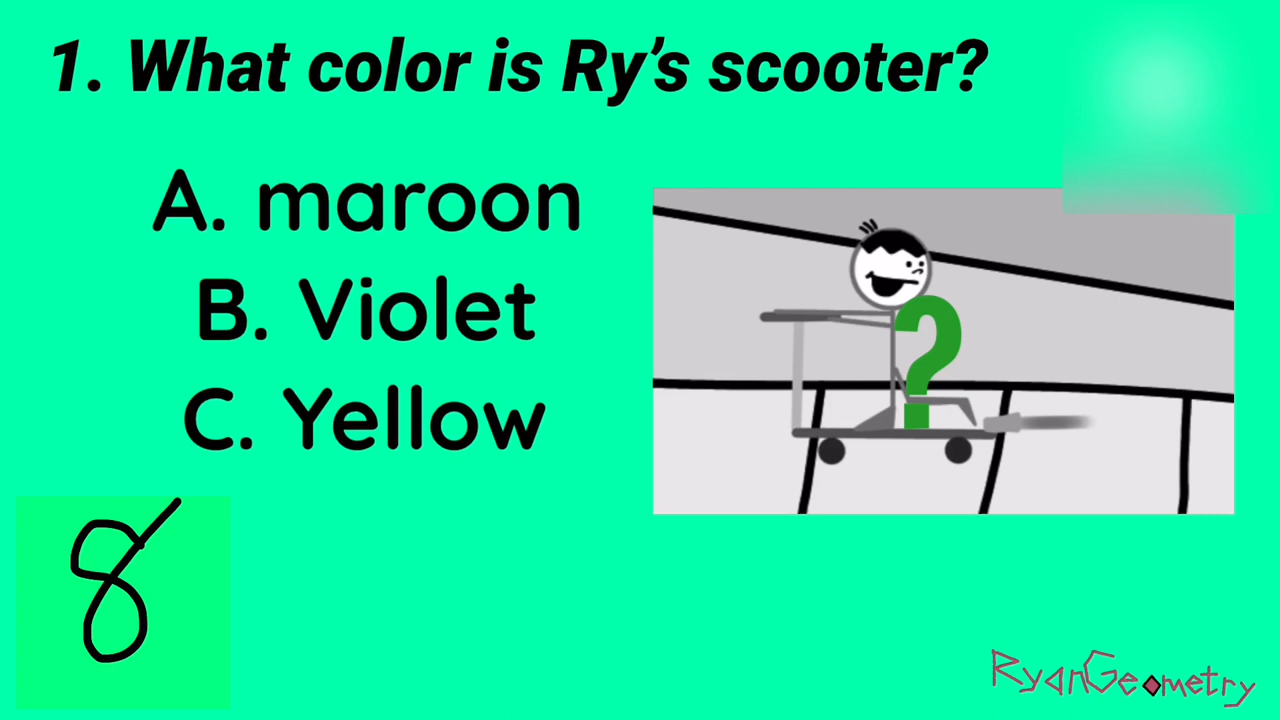 1. What color is Ry's scooter?
A. maroon
B. Violet
C. Yellow
?
8
RyanGeometry